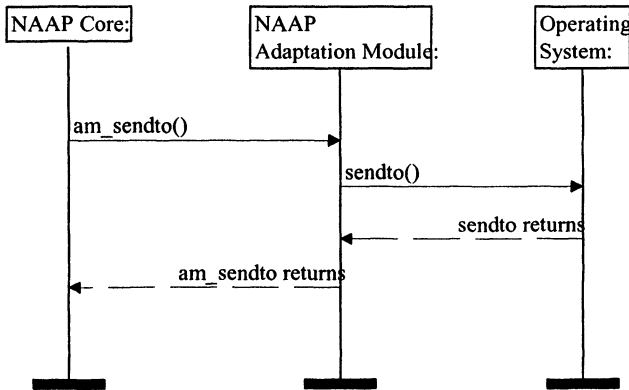 NAAP Core:
NAAP
Adaptation Module:
Operating
System:
am_sendto()
sendto()
sendto returns
am_sendto returns